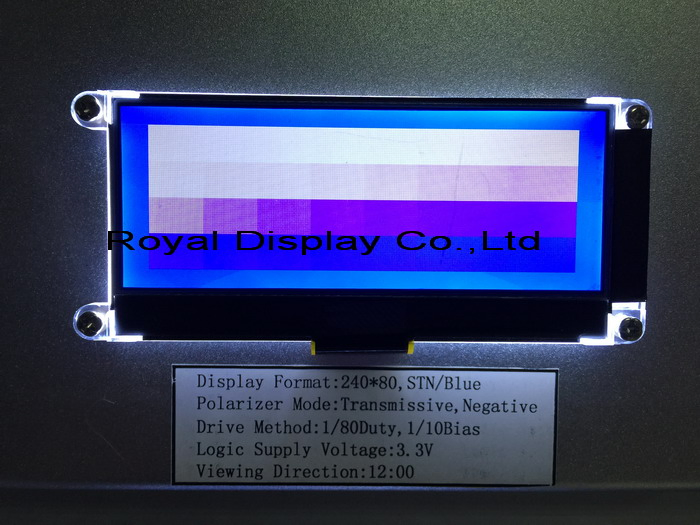 Royal Display Co.,Ltd
Display Format:240*80,STN/Blue
Polarizer Mode:Transmissive,Negative
Drive Method:1/80Duty,1/10Bias
Logic Supply Voltage:3.3V
Viewing Direction:12:00